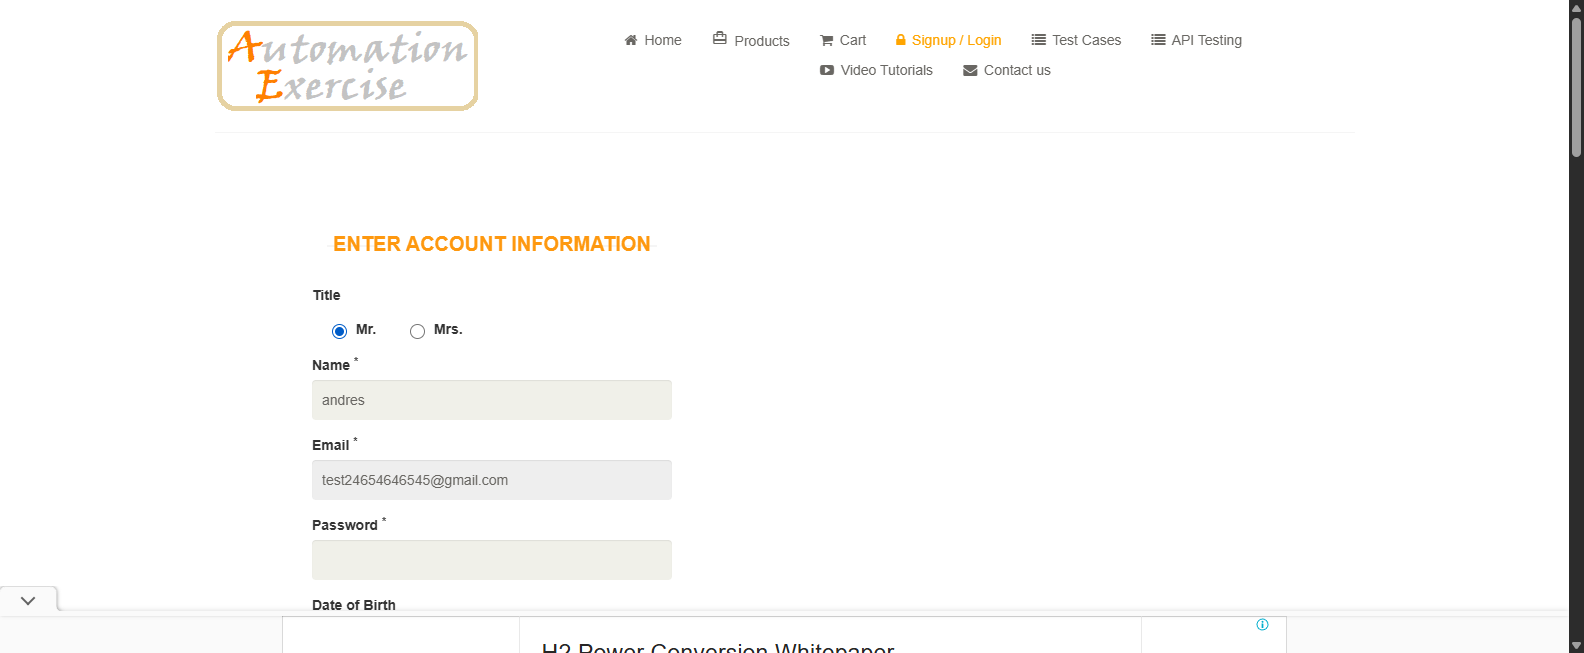 Automation
Exercise
Home
Products
Cart
Signup / Login
Test Cases
API Testing
Video Tutorials
Contact us
ENTER ACCOUNT INFORMATION
Title
Mr.
Mrs.
Name *
andres
Email *
test24654646545@gmail.com
Password *
Date of Birth
H2 Power Conversion Whitepaper